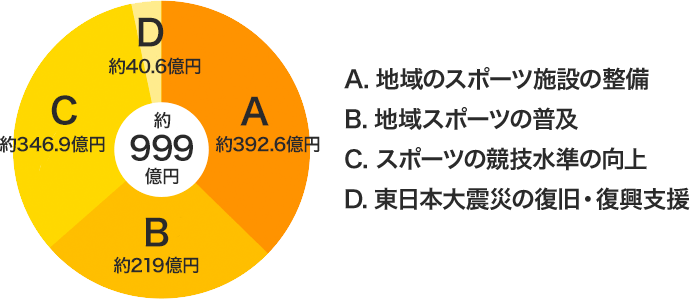 D
約40.6億円
C
約346.9億円
約
999
億円
A
約392.6億円
B
約219億円
A. 地域のスポーツ施設の整備
B. 地域スポーツの普及
C. スポーツの競技水準の向上
D. 東日本大震災の復旧・復興支援